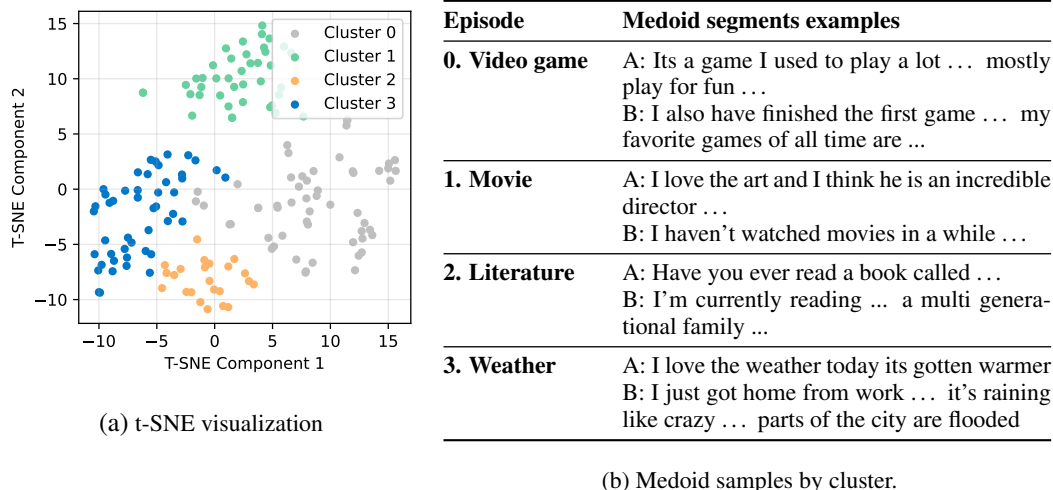 15
10
5
0
−5
−10
−10
−5
0
5
10
15
T-SNE Component 2
T-SNE Component 1
Cluster 0
Cluster 1
Cluster 2
Cluster 3
(a) t-SNE visualization
Episode Medoid segments examples
0. Video game A: Its a game I used to play a lot ... mostly
play for fun ...
B: I also have finished the first game ... my
favorite games of all time are ...
1. Movie A: I love the art and I think he is an incredible
director ...
B: I haven't watched movies in a while ...
2. Literature A: Have you ever read a book called ...
B: I'm currently reading ... a multi genera-
tional family ...
3. Weather A: I love the weather today its gotten warmer
B: I just got home from work ... it's raining
like crazy ... parts of the city are flooded
(b) Medoid samples by cluster.